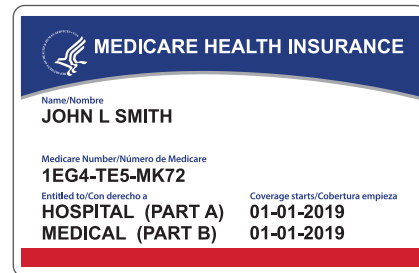 MEDICARE HEALTH INSURANCE
Name/Nombre
JOHN L SMITH
Medicare Number/Número de Medicare
1EG4-TE5-MK72
Entitled to/Con derecho a Coverage starts/Cobertura empieza
HOSPITAL (PART A) 01-01-2019
MEDICAL (PART B) 01-01-2019